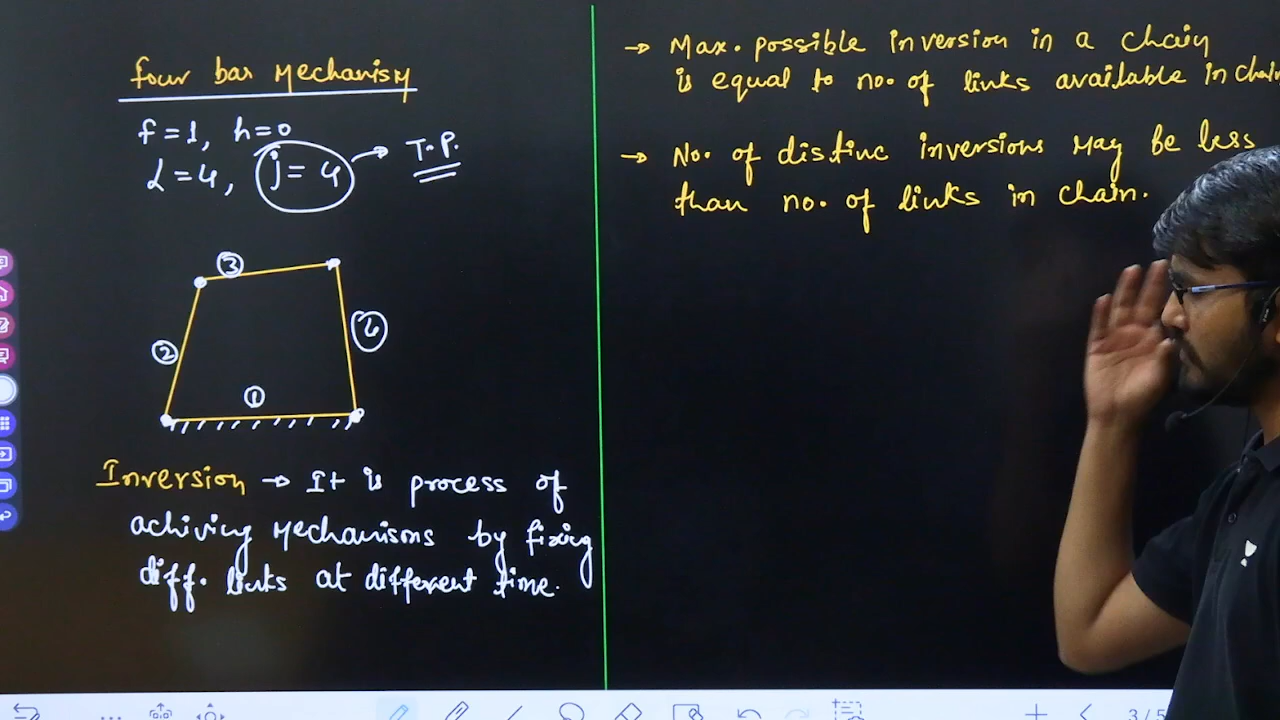 Four bar Mechanism
F=1, h=0
L=4, j=4 → T.P.
③
②
④
①
Inversion → It is process of
achiving Mechanisms by fixing
diff. links at different time.
→ Max. possible inversion in a chain
is equal to no. of links available in chain
→ No. of distinc inversions May be less
than no. of links in chain.
3 / 5